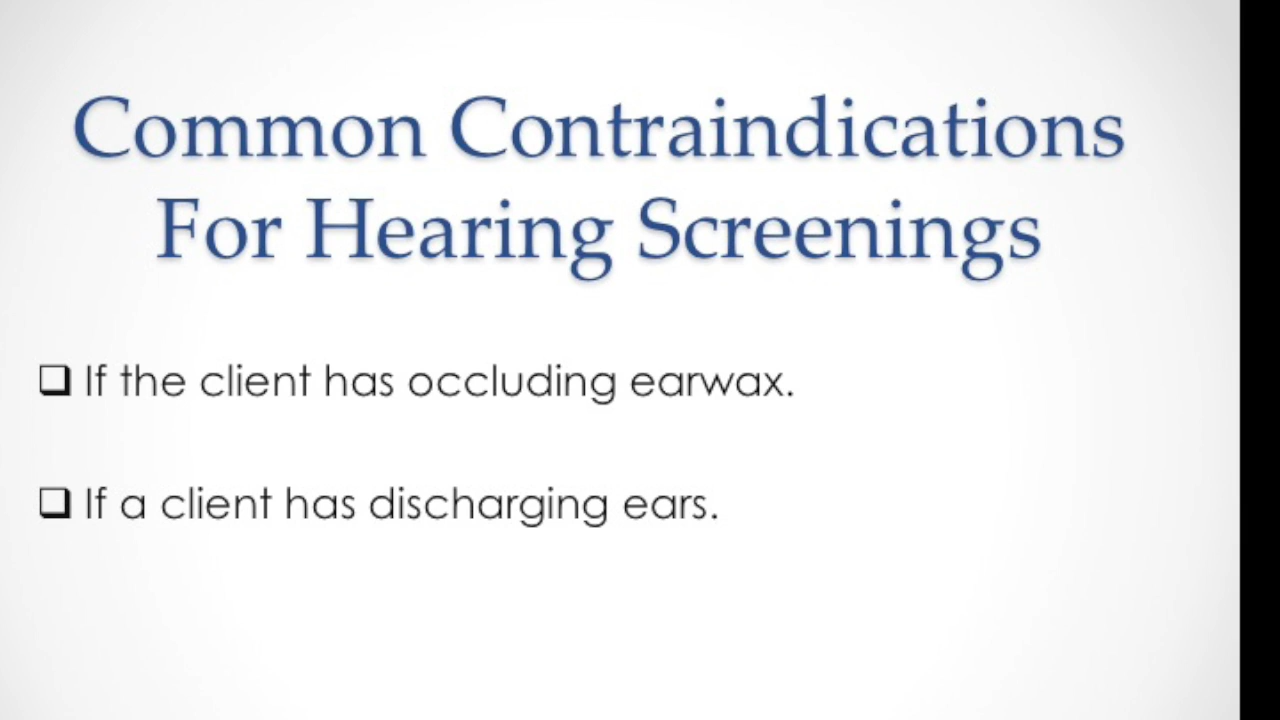 Common Contraindications
For Hearing Screenings
❑ If the client has occluding earwax.
❑ If a client has discharging ears.